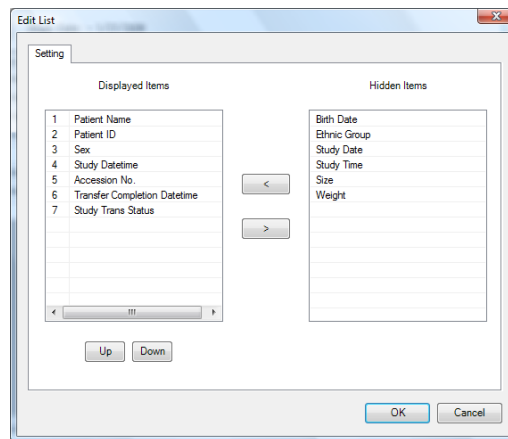 Edit List
Setting
Displayed Items
Hidden Items
1 Patient Name
2 Patient ID
3 Sex
4 Study Datetime
5 Accession No.
6 Transfer Completion Datetime
7 Study Trans Status
Birth Date
Ethnic Group
Study Date
Study Time
Size
Weight
<
>
Up Down
OK Cancel